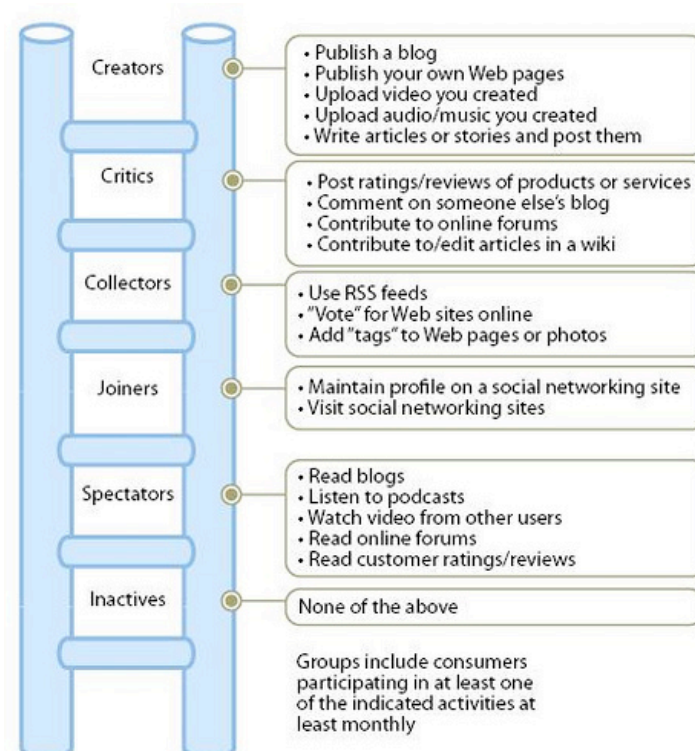 Creators
• Publish a blog
• Publish your own Web pages
• Upload video you created
• Upload audio/music you created
• Write articles or stories and post them
Critics
• Post ratings/reviews of products or services
• Comment on someone else's blog
• Contribute to online forums
• Contribute to/edit articles in a wiki
Collectors
• Use RSS feeds
• "Vote" for Web sites online
• Add "tags" to Web pages or photos
Joiners
• Maintain profile on a social networking site
• Visit social networking sites
Spectators
• Read blogs
• Listen to podcasts
• Watch video from other users
• Read online forums
• Read customer ratings/reviews
Inactives
None of the above
Groups include consumers
participating in at least one
of the indicated activities at
least monthly